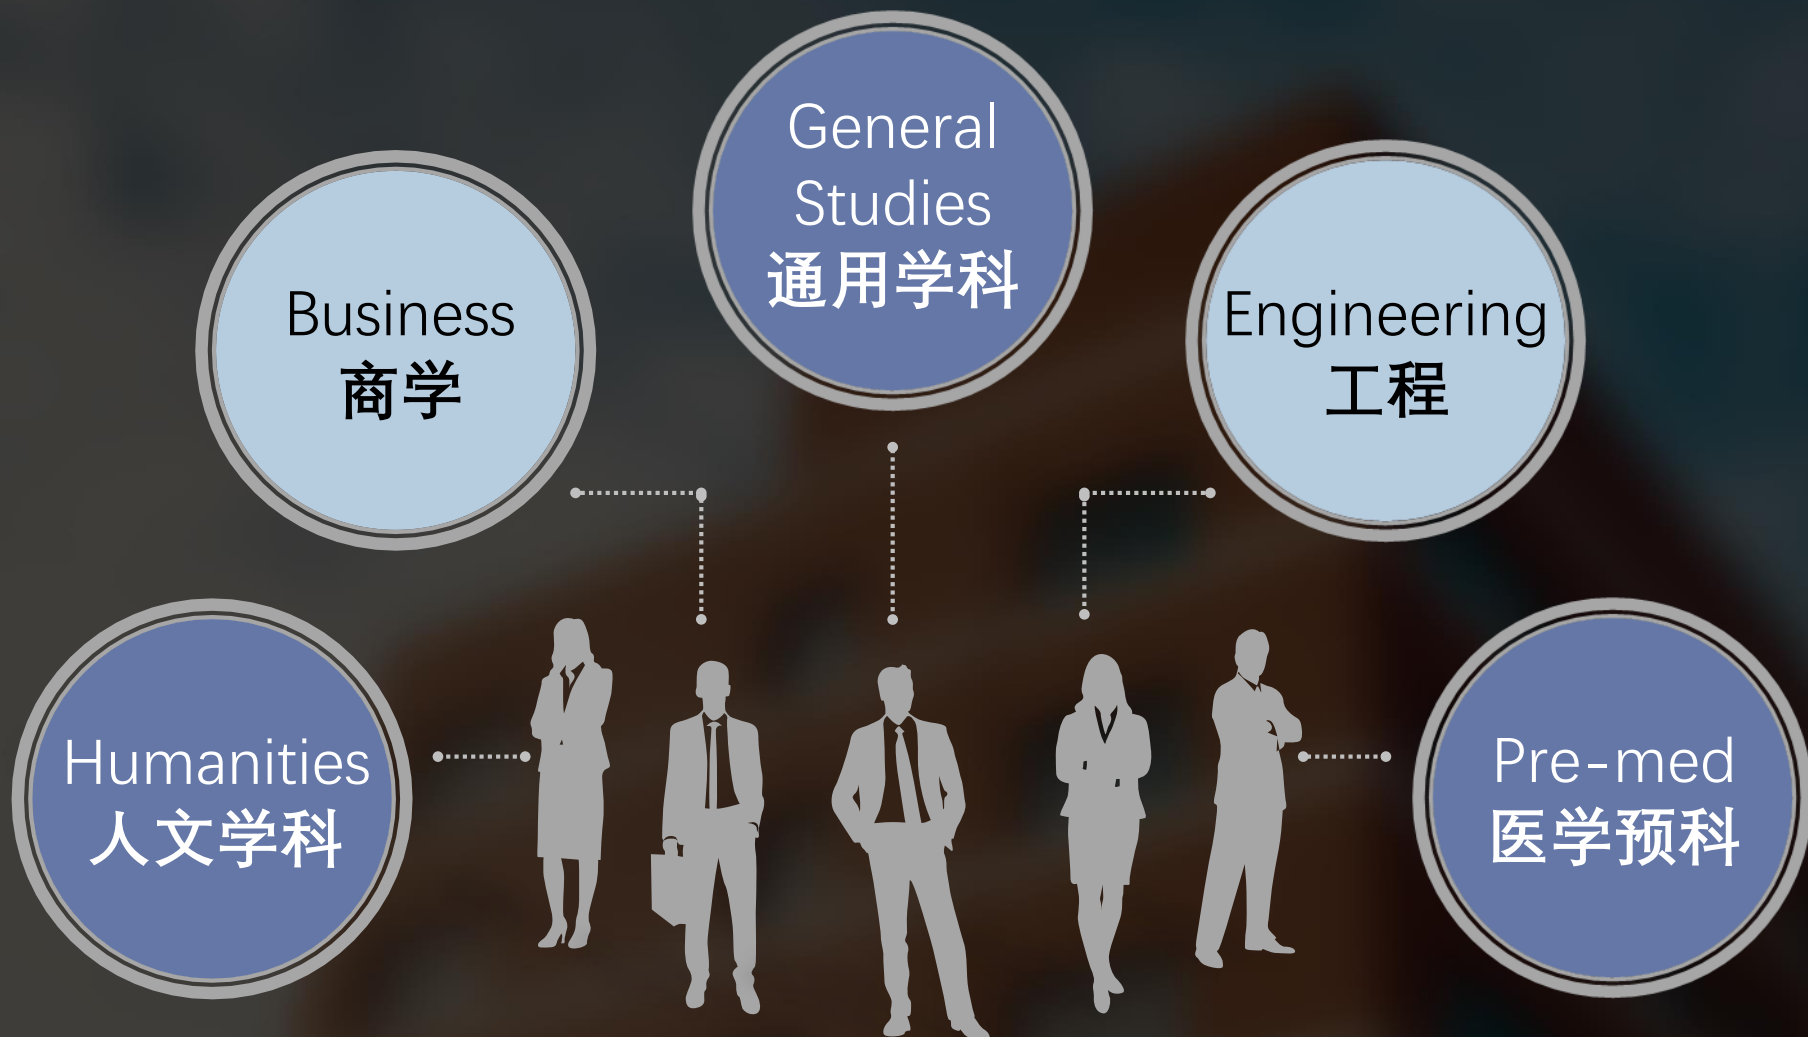 General
Studies
通用学科
Business
商学
Engineering
工程
Humanities
人文学科
Pre-med
医学预科